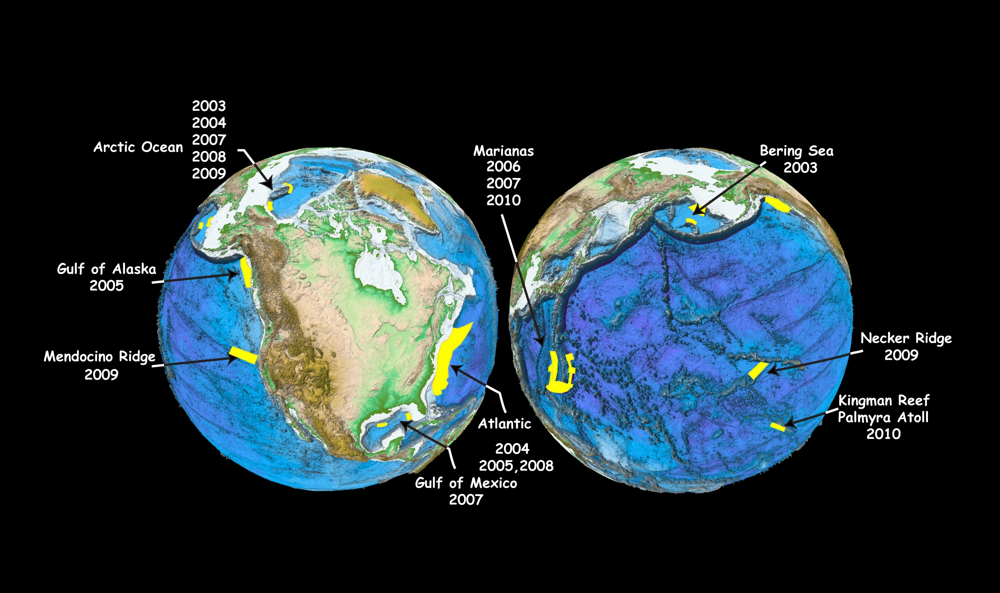 2003
2004
2007
2008
2009
Arctic Ocean
Gulf of Alaska
2005
Mendocino Ridge
2009
Atlantic
2004
2005,2008
Gulf of Mexico
2007
Marianas
2006
2007
2010
Bering Sea
2003
Necker Ridge
2009
Kingman Reef
Palmyra Atoll
2010